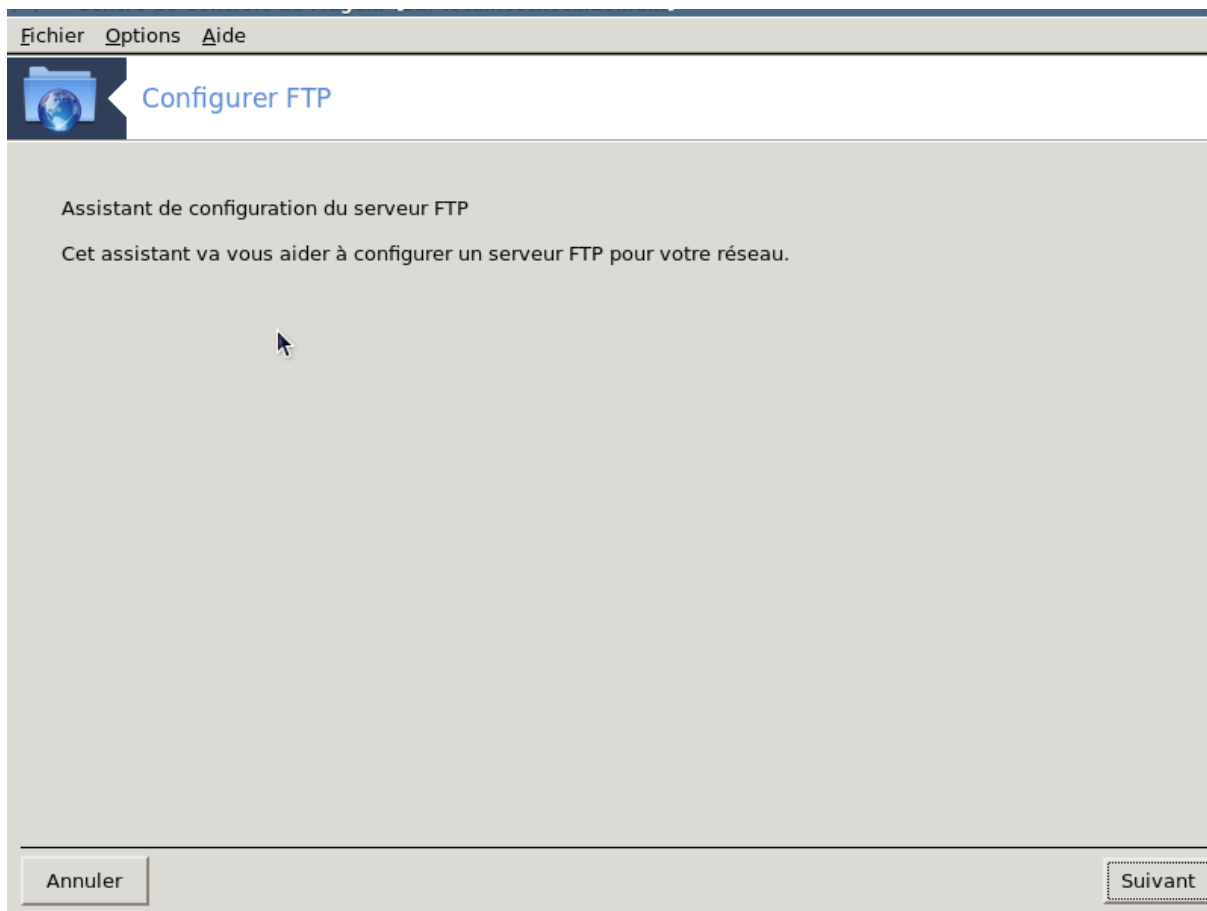 Fichier Options Aide
Configurer FTP
Assistant de configuration du serveur FTP
Cet assistant va vous aider à configurer un serveur FTP pour votre réseau.
Annuler
Suivant